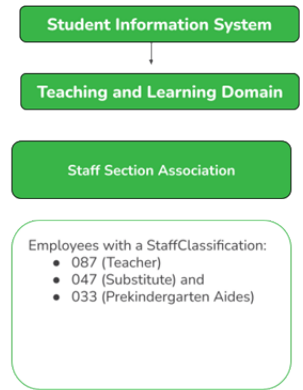 Student Information System
Teaching and Learning Domain
Staff Section Association
Employees with a StaffClassification:
● 087 (Teacher)
● 047 (Substitute) and
● 033 (Prekindergarten Aides)